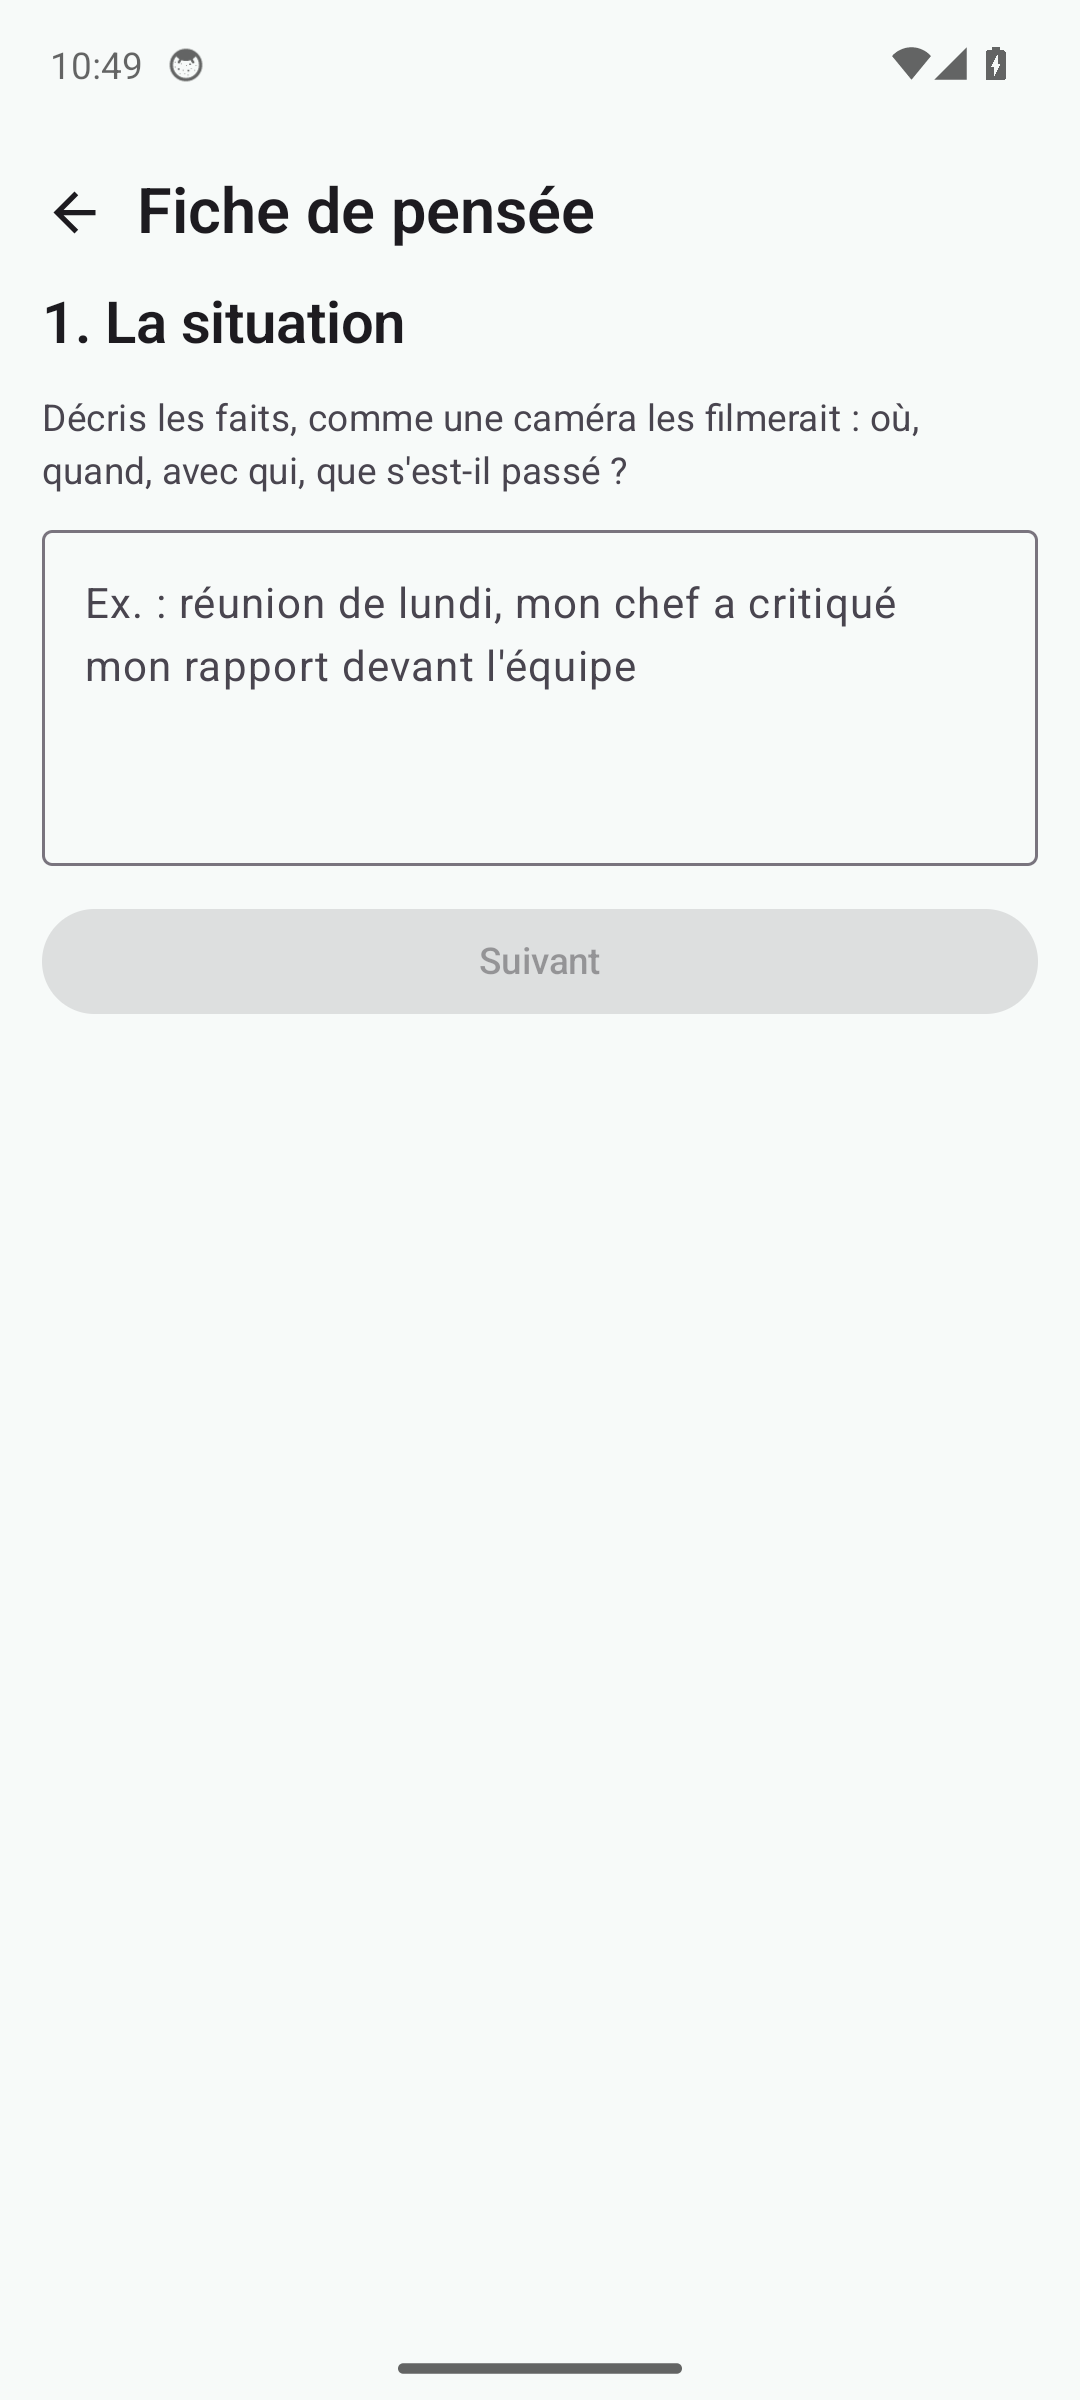 10:49
Fiche de pensée
1. La situation
Décris les faits, comme une caméra les filmerait : où,
quand, avec qui, que s'est-il passé ?
Ex. : réunion de lundi, mon chef a critiqué
mon rapport devant l'équipe
Suivant